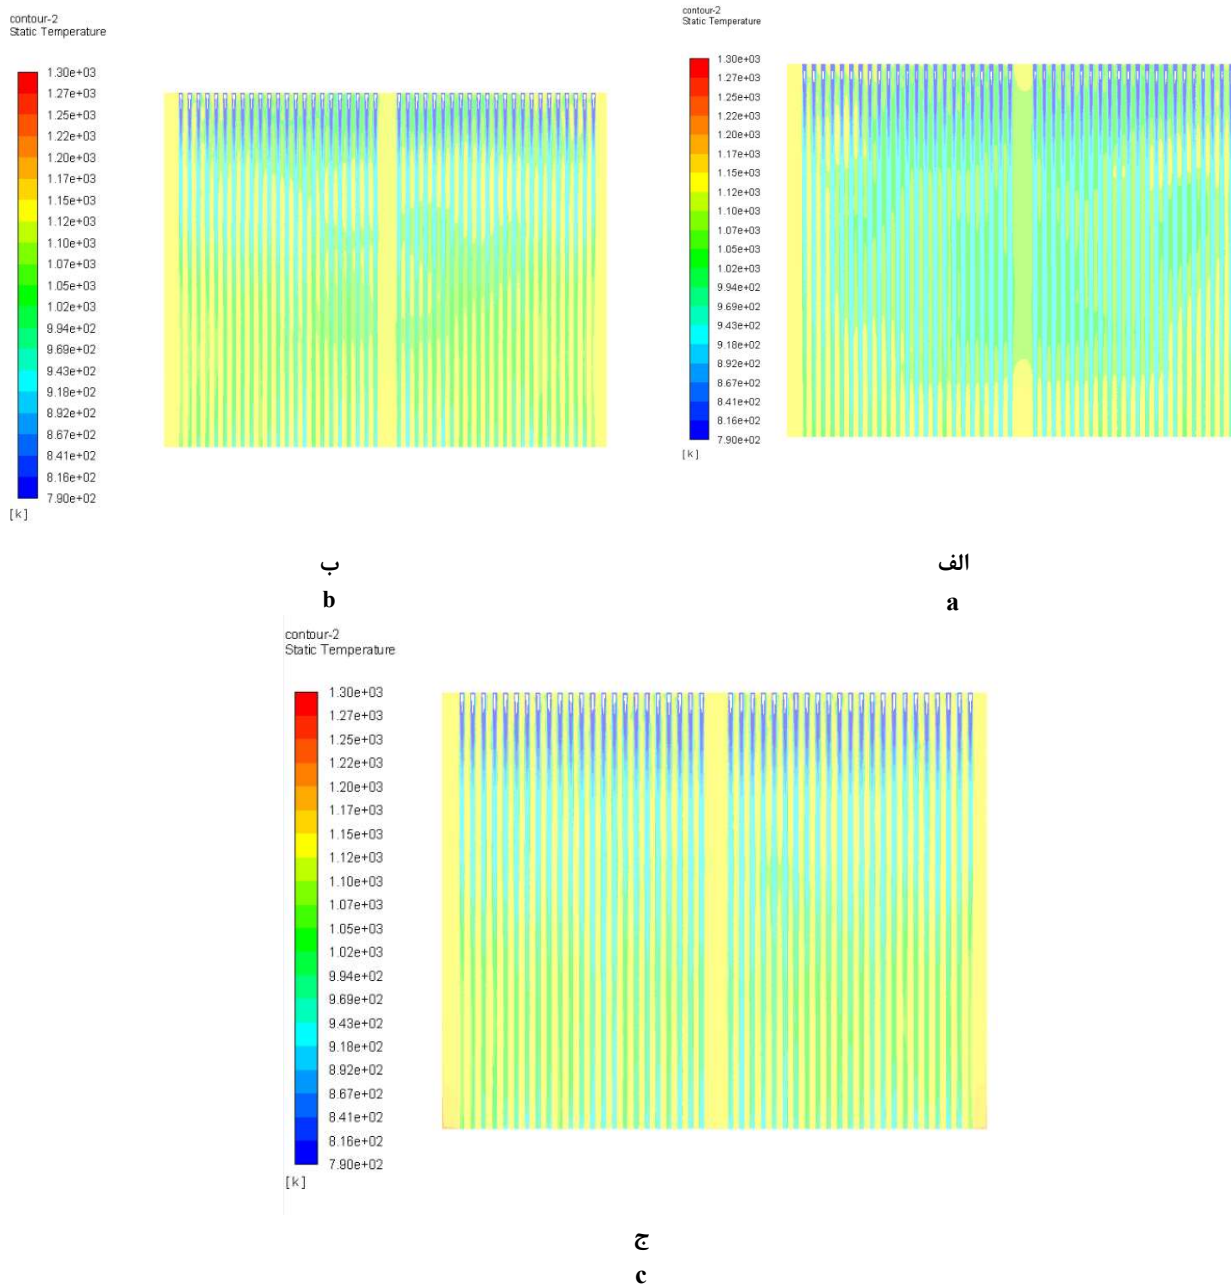 contour-2
Static Temperature
1.30e+03
1.27e+03
1.25e+03
1.22e+03
1.20e+03
1.17e+03
1.15e+03
1.12e+03
1.10e+03
1.07e+03
1.05e+03
1.02e+03
9.94e+02
9.69e+02
9.43e+02
9.18e+02
8.92e+02
8.67e+02
8.41e+02
8.16e+02
7.90e+02
[k]
ب
b
contour-2
Static Temperature
1.30e+03
1.27e+03
1.25e+03
1.22e+03
1.20e+03
1.17e+03
1.15e+03
1.12e+03
1.10e+03
1.07e+03
1.05e+03
1.02e+03
9.94e+02
9.69e+02
9.43e+02
9.18e+02
8.92e+02
8.67e+02
8.41e+02
8.16e+02
7.90e+02
[k]
الف
a
contour-2
Static Temperature
1.30e+03
1.27e+03
1.25e+03
1.22e+03
1.20e+03
1.17e+03
1.15e+03
1.12e+03
1.10e+03
1.07e+03
1.05e+03
1.02e+03
9.94e+02
9.69e+02
9.43e+02
9.18e+02
8.92e+02
8.67e+02
8.41e+02
8.16e+02
7.90e+02
[k]
ج
c